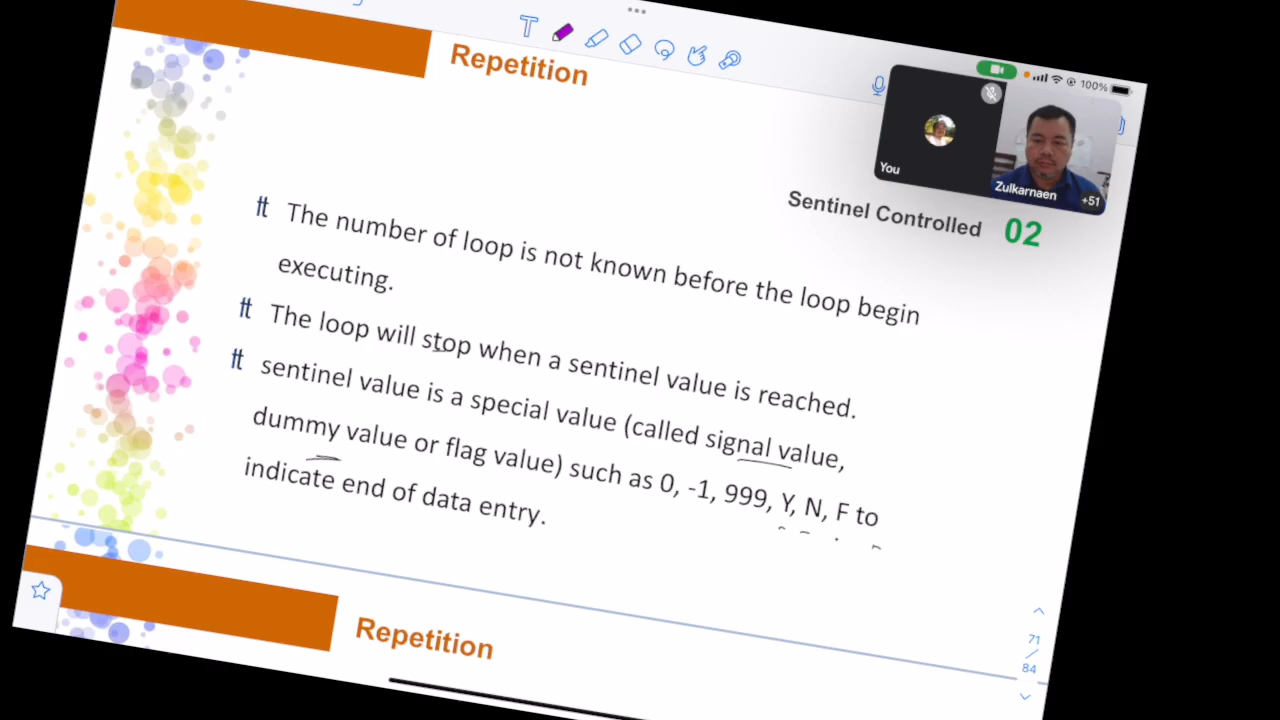 T
Repetition
100%
You
Zulkarnaen
+51
Sentinel Controlled 02
The number of loop is not known before the loop begin
executing.
The loop will stop when a sentinel value is reached.
sentinel value is a special value (called signal value,
dummy value or flag value) such as 0, -1, 999, Y, N, F to
indicate end of data entry.
Repetition
71
/
84